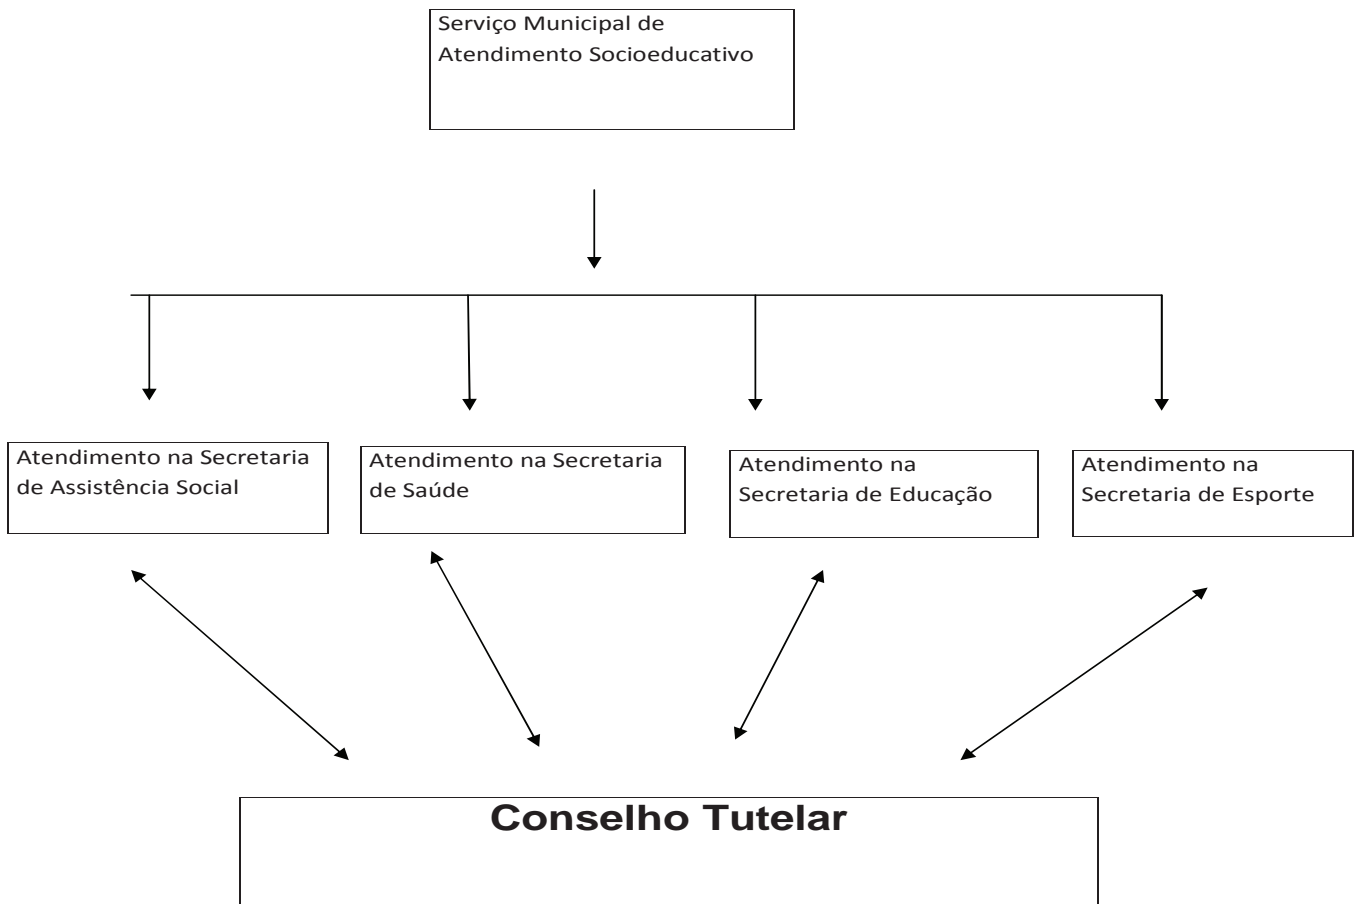 Serviço Municipal de
Atendimento Socioeducativo
Atendimento na Secretaria
de Assistência Social
Atendimento na Secretaria
de Saúde
Atendimento na
Secretaria de Educação
Atendimento na
Secretaria de Esporte
Conselho Tutelar